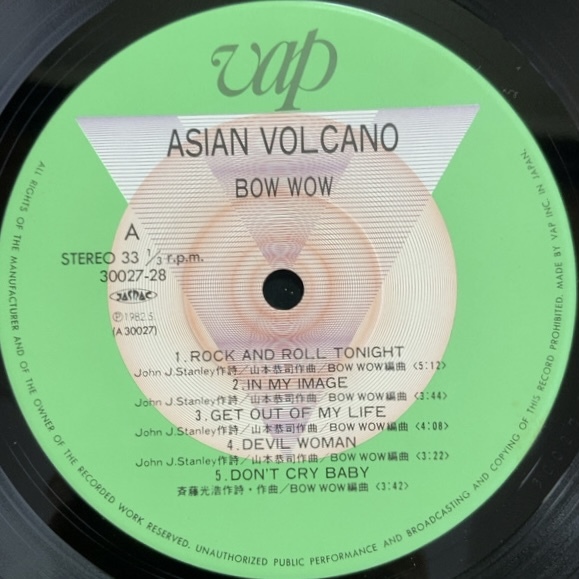 vap
ASIAN VOLCANO
BOW WOW
A
STEREO 33 1/3 r.p.m.
30027-28
JASRAC
Ⓟ1982.5.
(A30027)
1.ROCK AND ROLL TONIGHT
John J.Stanley作詩/山本恭司作曲/BOW WOW編曲〈5:12〉
2.IN MY IMAGE
John J.Stanley作詩/山本恭司作曲/BOW WOW編曲〈3:44〉
3.GET OUT OF MY LIFE
John J.Stanley作詩/山本恭司作曲/BOW WOW編曲〈4:08〉
4.DEVIL WOMAN
John J.Stanley作詩/山本恭司作曲/BOW WOW編曲〈3:22〉
5.DON'T CRY BABY
斉藤光浩作詩・作曲/BOW WOW編曲〈3:42〉
ALL RIGHTS OF THE MANUFACTURER AND OF THE OWNER OF THE RECORDED WORK RESERVED. UNAUTHORIZED PUBLIC PERFORMANCE AND BROADCASTING AND COPYING OF THIS RECORD PROHIBITED. MADE BY VAP INC. IN JAPAN.